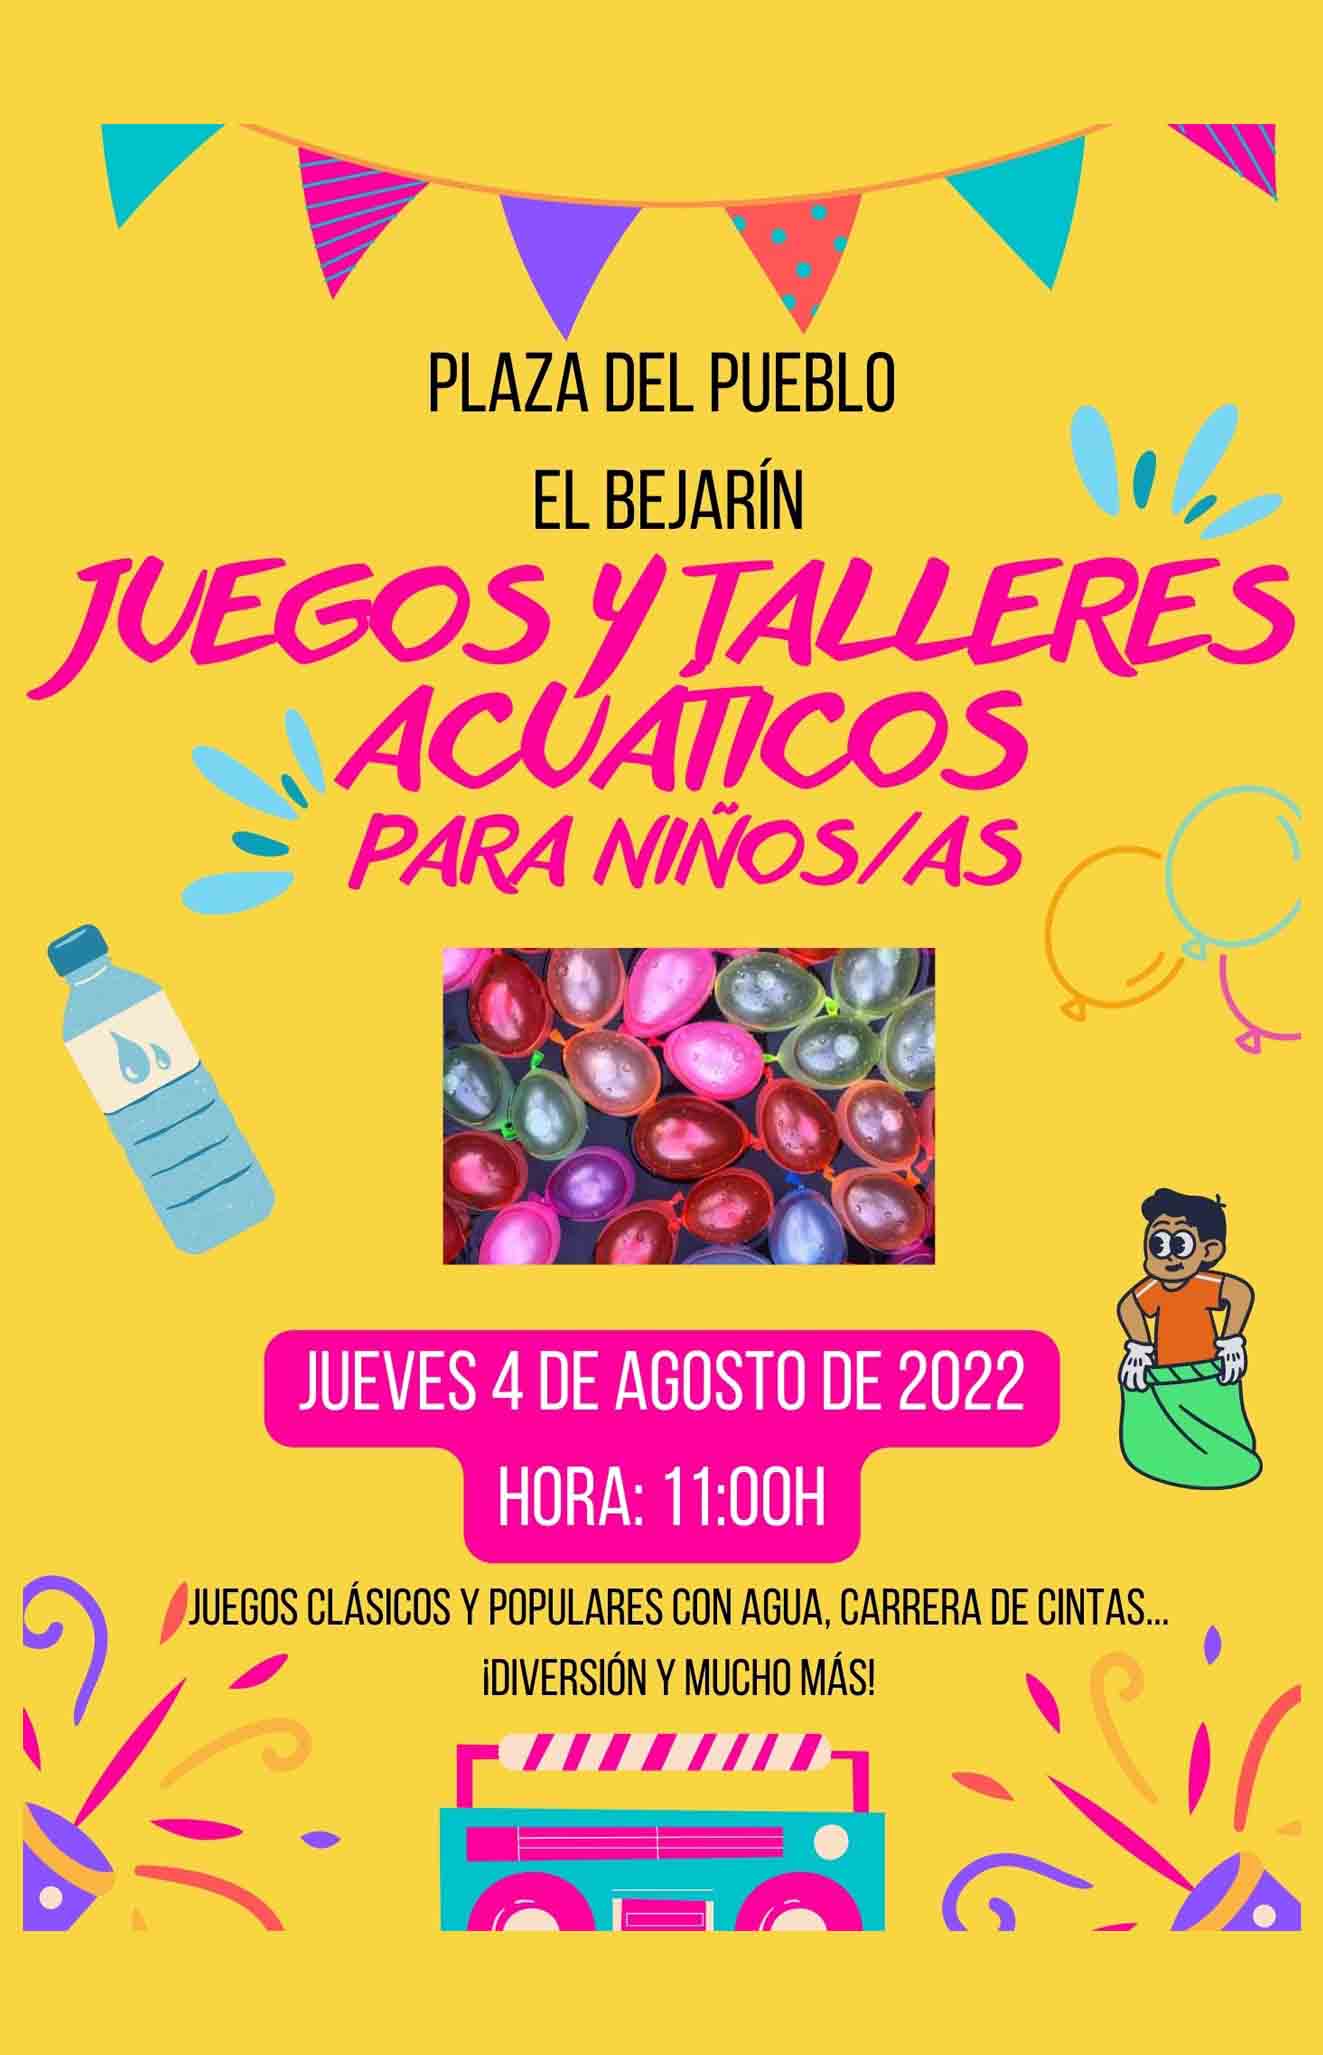 PLAZA DEL PUEBLO
EL BEJARÍN
JUEGOS Y TALLERES
ACUÁTICOS
PARA NIÑOS/AS
JUEVES 4 DE AGOSTO DE 2022
HORA: 11:00H
JUEGOS CLÁSICOS Y POPULARES CON AGUA, CARRERA DE CINTAS...
¡DIVERSIÓN Y MUCHO MÁS!